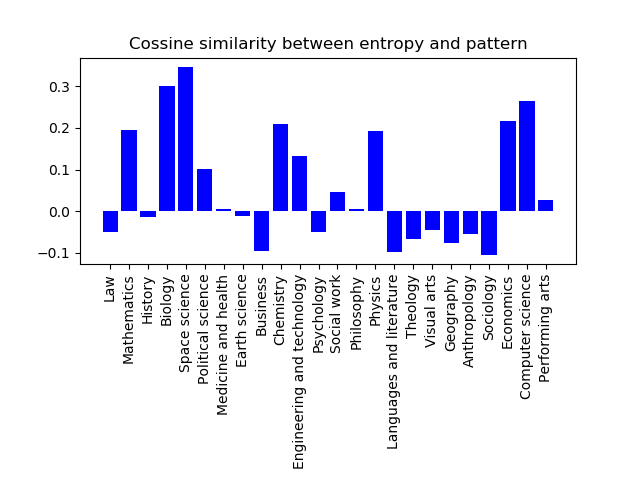 Cossine similarity between entropy and pattern
0.3
0.2
0.1
0.0
−0.1
Law
Mathematics
History
Biology
Space science
Political science
Medicine and health
Earth science
Business
Chemistry
Engineering and technology
Psychology
Social work
Philosophy
Physics
Languages and literature
Theology
Visual arts
Geography
Anthropology
Sociology
Economics
Computer science
Performing arts